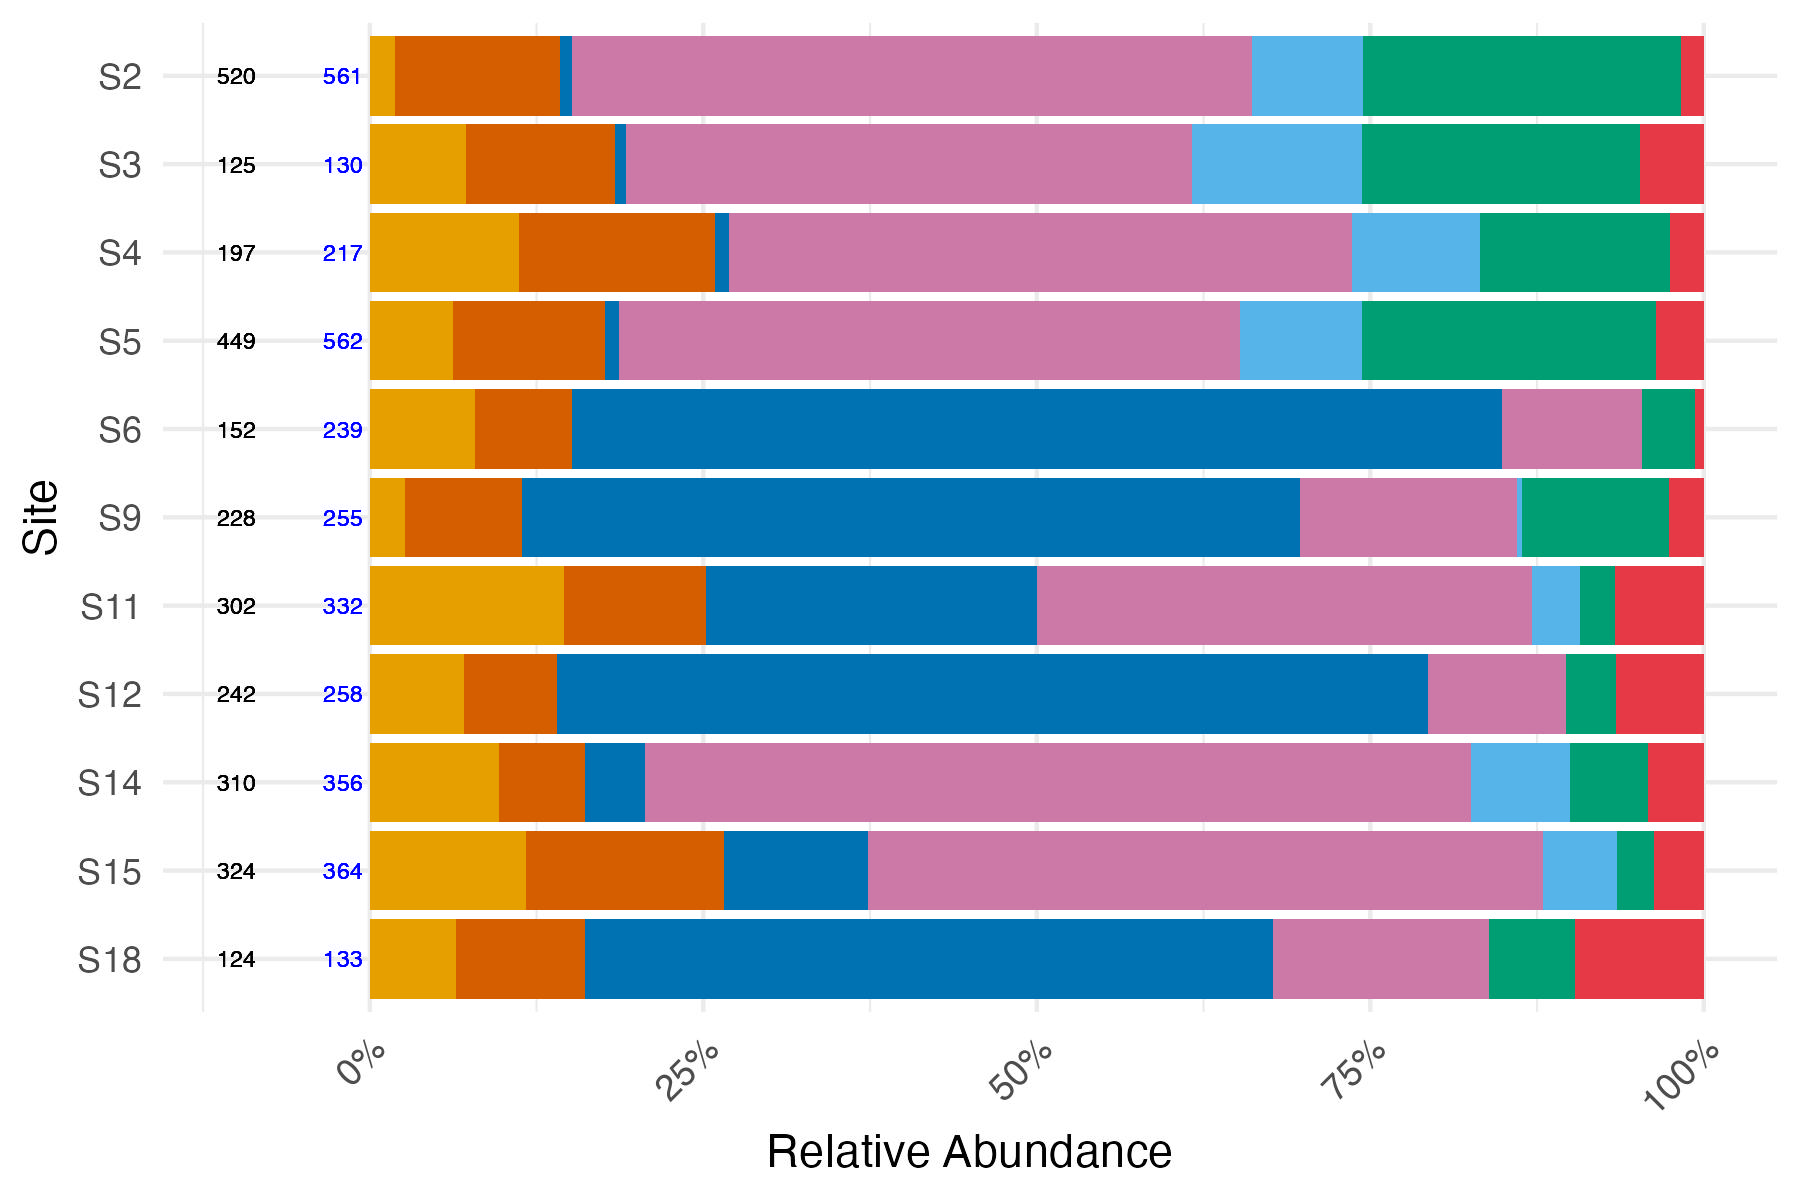 S2 520 561
S3 125 130
S4 197 217
S5 449 562
S6 152 239
Site
S9 228 255
S11 302 332
S12 242 258
S14 310 356
S15 324 364
S18 124 133
0% 25% 50% 75% 100%
Relative Abundance